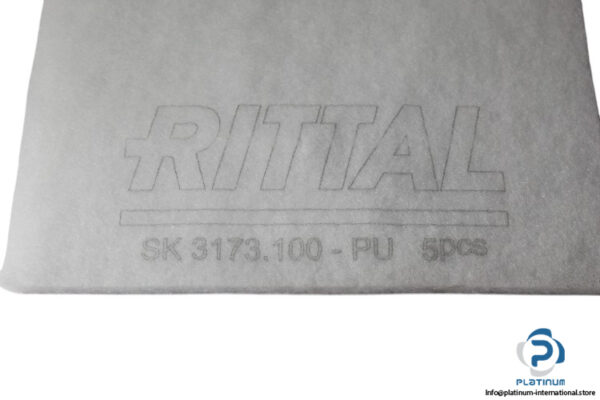 RITTAL
SK 3173.100 - PU 5pcs
PLATINUM
Info@platinum-international.store